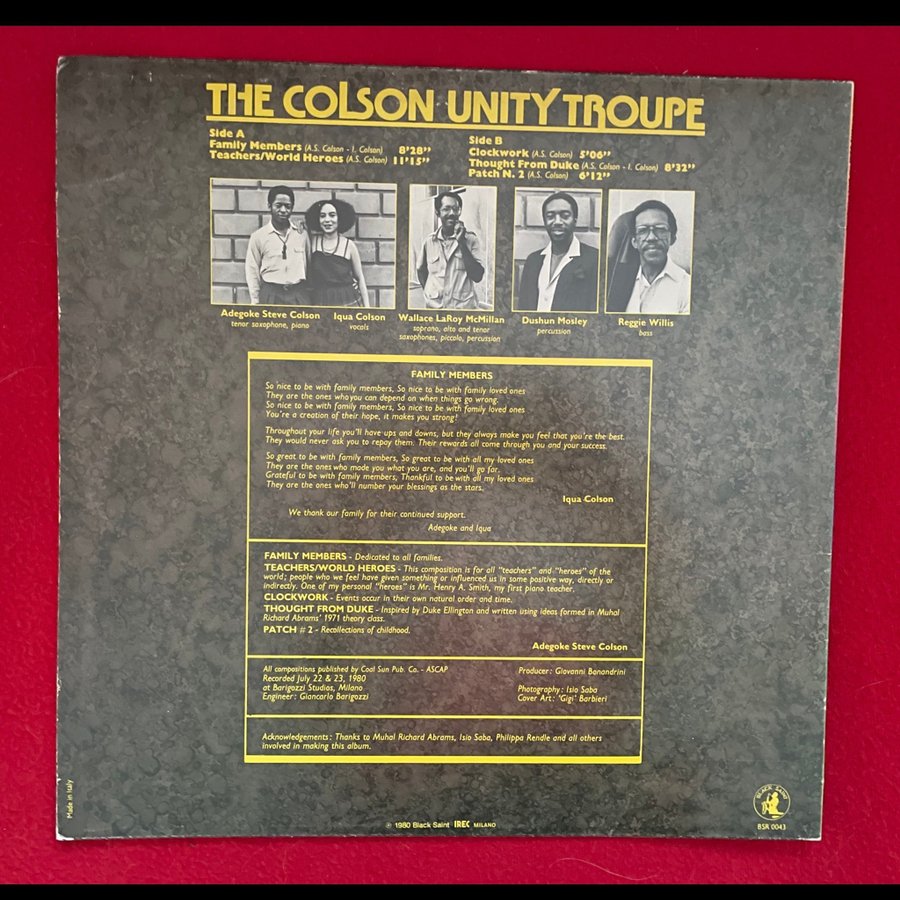 THE COLSON UNITY TROUPE
Side A
Family Members (A.S. Colson - I. Colson) 8'28"
Teachers/World Heroes (A.S. Colson) 11'15"
Side B
Clockwork (A.S. Colson) 5'06"
Thought From Duke (A.S. Colson - I. Colson) 8'32"
Patch N. 2 (A.S. Colson) 6'12"
Adegoke Steve Colson
tenor saxophone, piano
Iqua Colson
vocals
Wallace LaRoy McMillan
soprano, alto and tenor
saxophones, piccolo, percussion
Dushun Mosley
percussion
Reggie Willis
bass
FAMILY MEMBERS
So nice to be with family members, So nice to be with family loved ones
They are the ones who you can depend on when things go wrong.
So nice to be with family members, So nice to be with family loved ones
You're a creation of their hope, it makes you strong!
Throughout your life you'll have ups and downs, but they always make you feel that you're the best.
They would never ask you to repay them. Their rewards all come through you and your success.
So great to be with family members, So great to be with all my loved ones
They are the ones who made you what you are, and you'll go far.
Grateful to be with family members, Thankful to be with all my loved ones
They are the ones who'll number your blessings as the stars.
Iqua Colson
We thank our family for their continued support.
Adegoke and Iqua
FAMILY MEMBERS - Dedicated to all families.
TEACHERS/WORLD HEROES - This composition is for all "teachers" and "heroes" of the
world; people who we feel have given something or influenced us in some positive way, directly or
indirectly. One of my personal "heroes" is Mr. Henry A. Smith, my first piano teacher.
CLOCKWORK - Events occur in their own natural order and time.
THOUGHT FROM DUKE - Inspired by Duke Ellington and written using ideas formed in Muhal
Richard Abrams' 1971 theory class.
PATCH # 2 - Recollections of childhood.
Adegoke Steve Colson
All compositions published by Coal Sun Pub. Co. - ASCAP
Recorded July 22 & 23, 1980
at Barigozzi Studios, Milano
Engineer: Giancarlo Barigozzi
Producer: Giovanni Bonandrini
Photography: Isio Saba
Cover Art: 'Gigi' Barbieri
Acknowledgements: Thanks to Muhal Richard Abrams, Isio Saba, Philippa Rendle and all others
involved in making this album.
Made in Italy
℗ 1980 Black Saint IREC MILANO
BLACK SAINT
BSR 0043